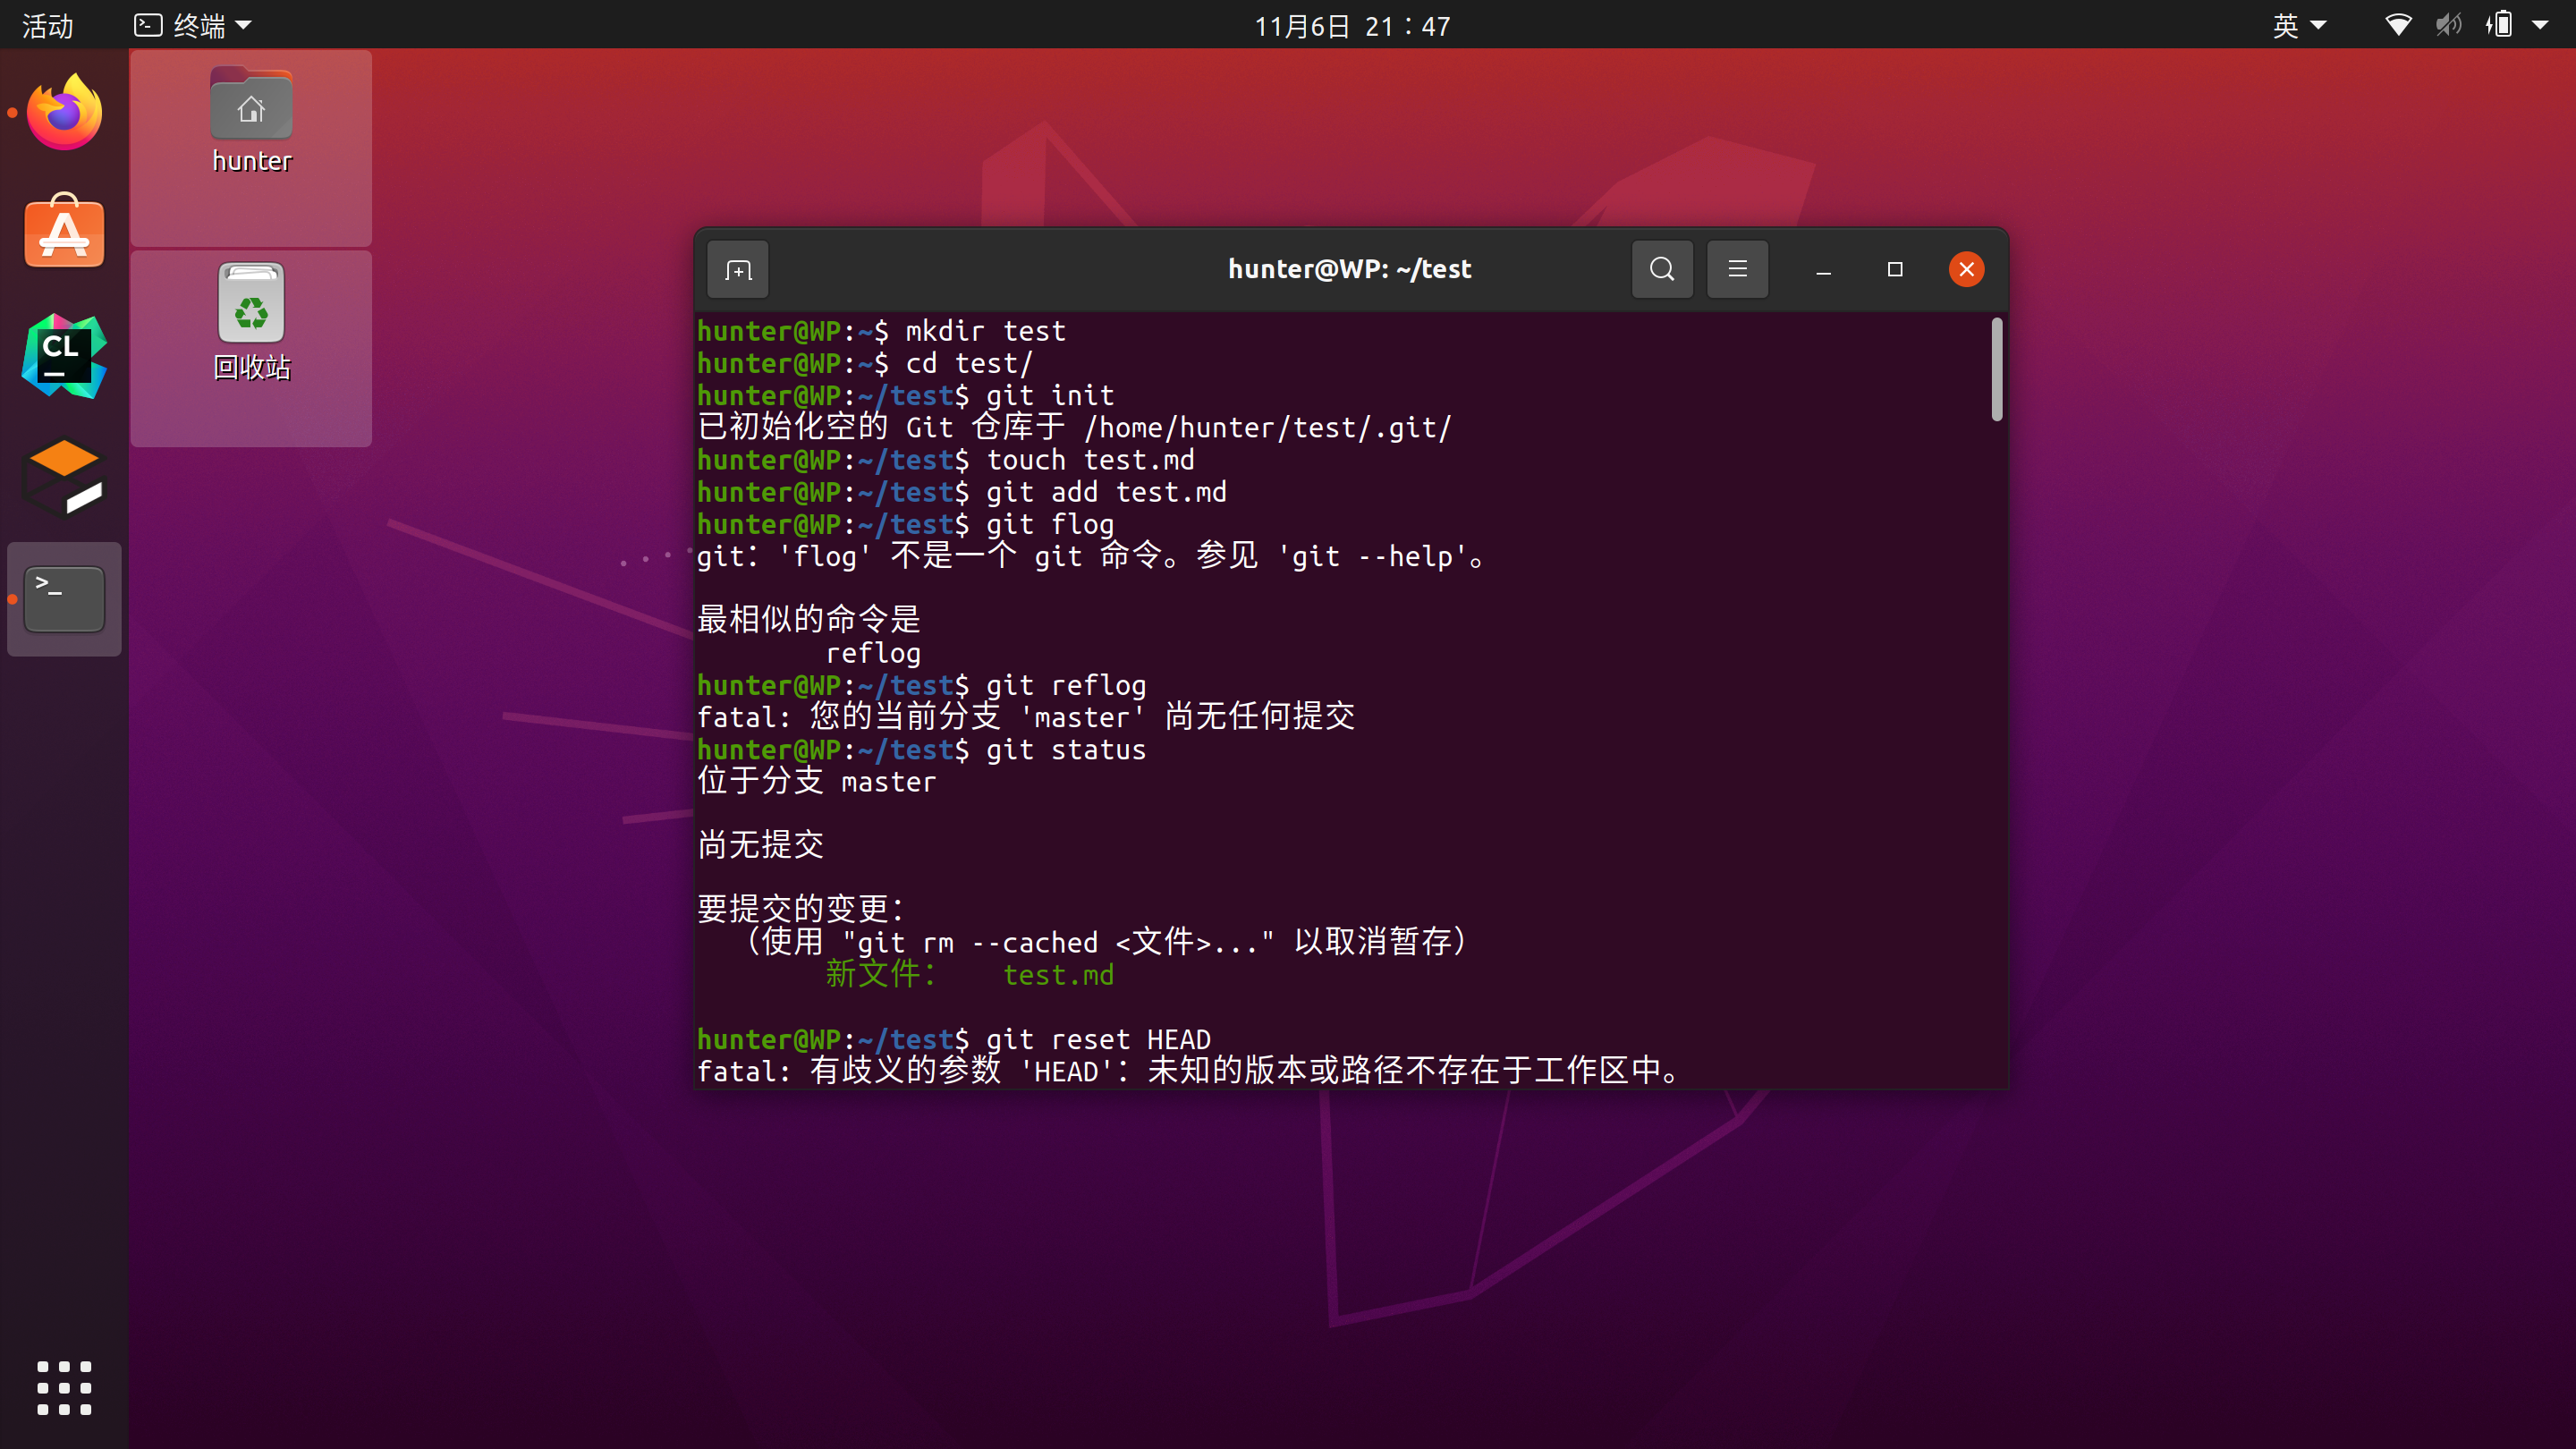 活动
终端
11月6日 21：47
英
hunter
回收站
CL
hunter@WP: ~/test
hunter@WP:~$ mkdir test
hunter@WP:~$ cd test/
hunter@WP:~/test$ git init
已初始化空的 Git 仓库于 /home/hunter/test/.git/
hunter@WP:~/test$ touch test.md
hunter@WP:~/test$ git add test.md
hunter@WP:~/test$ git flog
git：'flog' 不是一个 git 命令。参见 'git --help'。
最相似的命令是
reflog
hunter@WP:~/test$ git reflog
fatal: 您的当前分支 'master' 尚无任何提交
hunter@WP:~/test$ git status
位于分支 master
尚无提交
要提交的变更：
（使用 "git rm --cached <文件>..." 以取消暂存）
新文件：   test.md
hunter@WP:~/test$ git reset HEAD
fatal: 有歧义的参数 'HEAD'：未知的版本或路径不存在于工作区中。